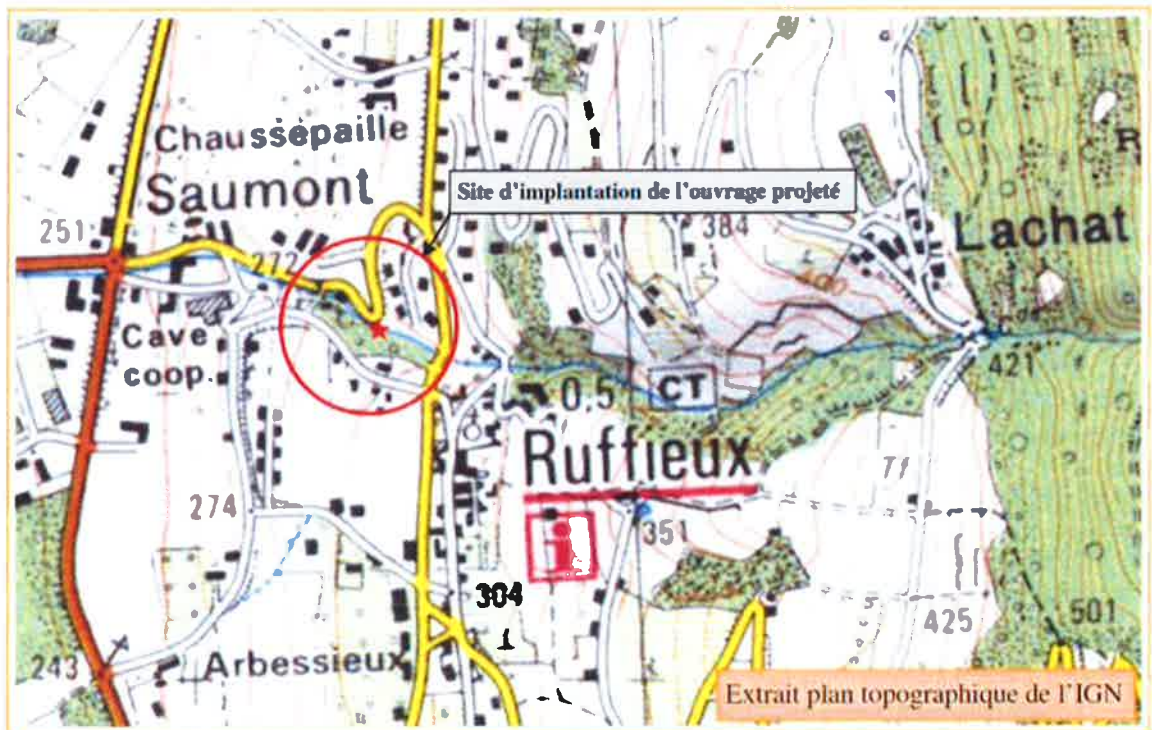 Chaussepaille
Saumont
Site d'implantation de l'ouvrage projeté
251
272
384
400
Lachat
R
Cave
coop.
0.5
CT
421
Ruffieux
274
i
351
304
425
501
243
Arbessieux
Extrait plan topographique de l'IGN